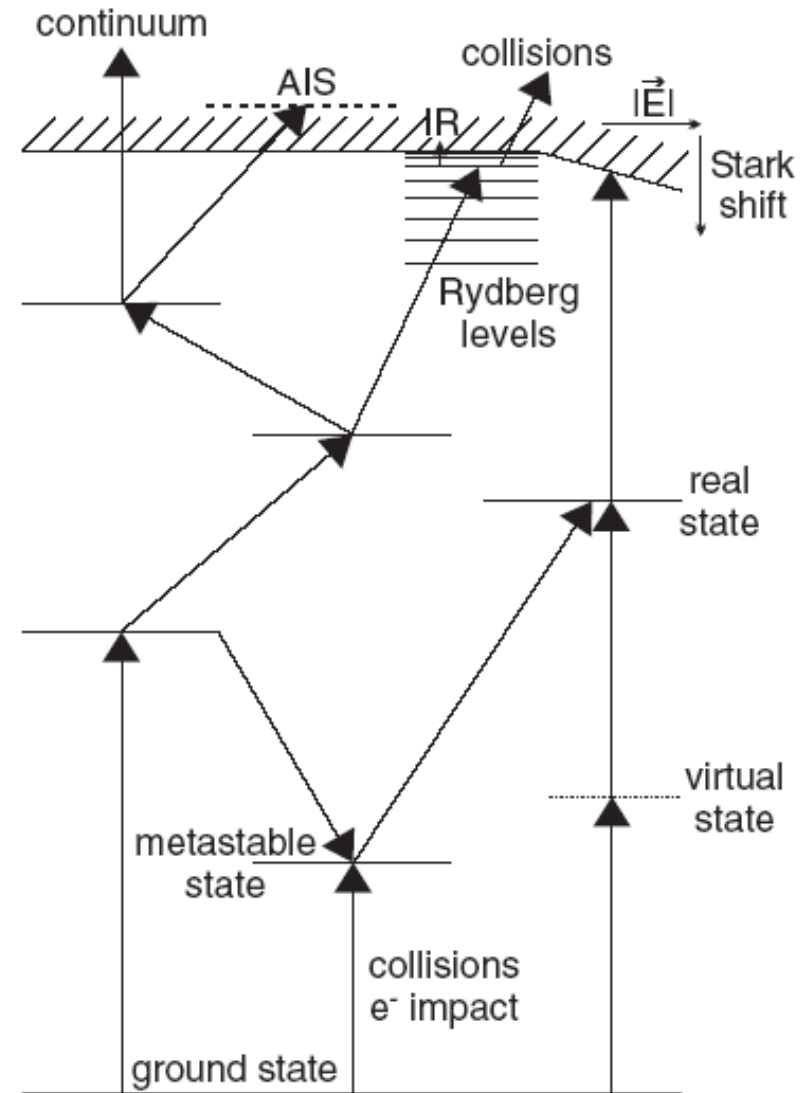 continuum
collisions
AIS
|E⃗|
IR
Stark
shift
Rydberg
levels
real
state
virtual
state
metastable
state
collisions
e⁻ impact
ground state